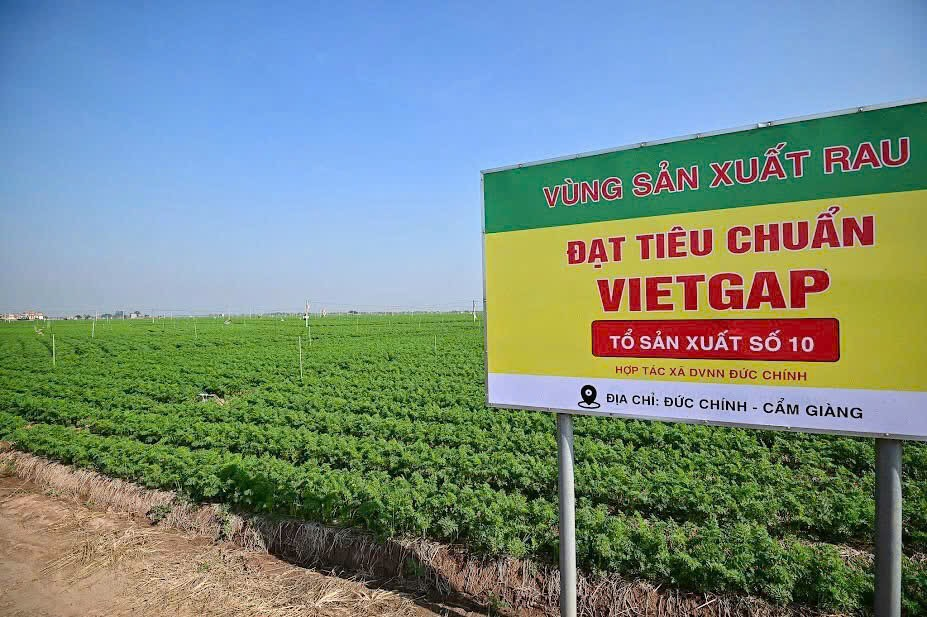 VÙNG SẢN XUẤT RAU
ĐẠT TIÊU CHUẨN
VIETGAP
TỔ SẢN XUẤT SỐ 10
HỢP TÁC XÃ DVNN ĐỨC CHÍNH
ĐỊA CHỈ: ĐỨC CHÍNH - CẨM GIÀNG